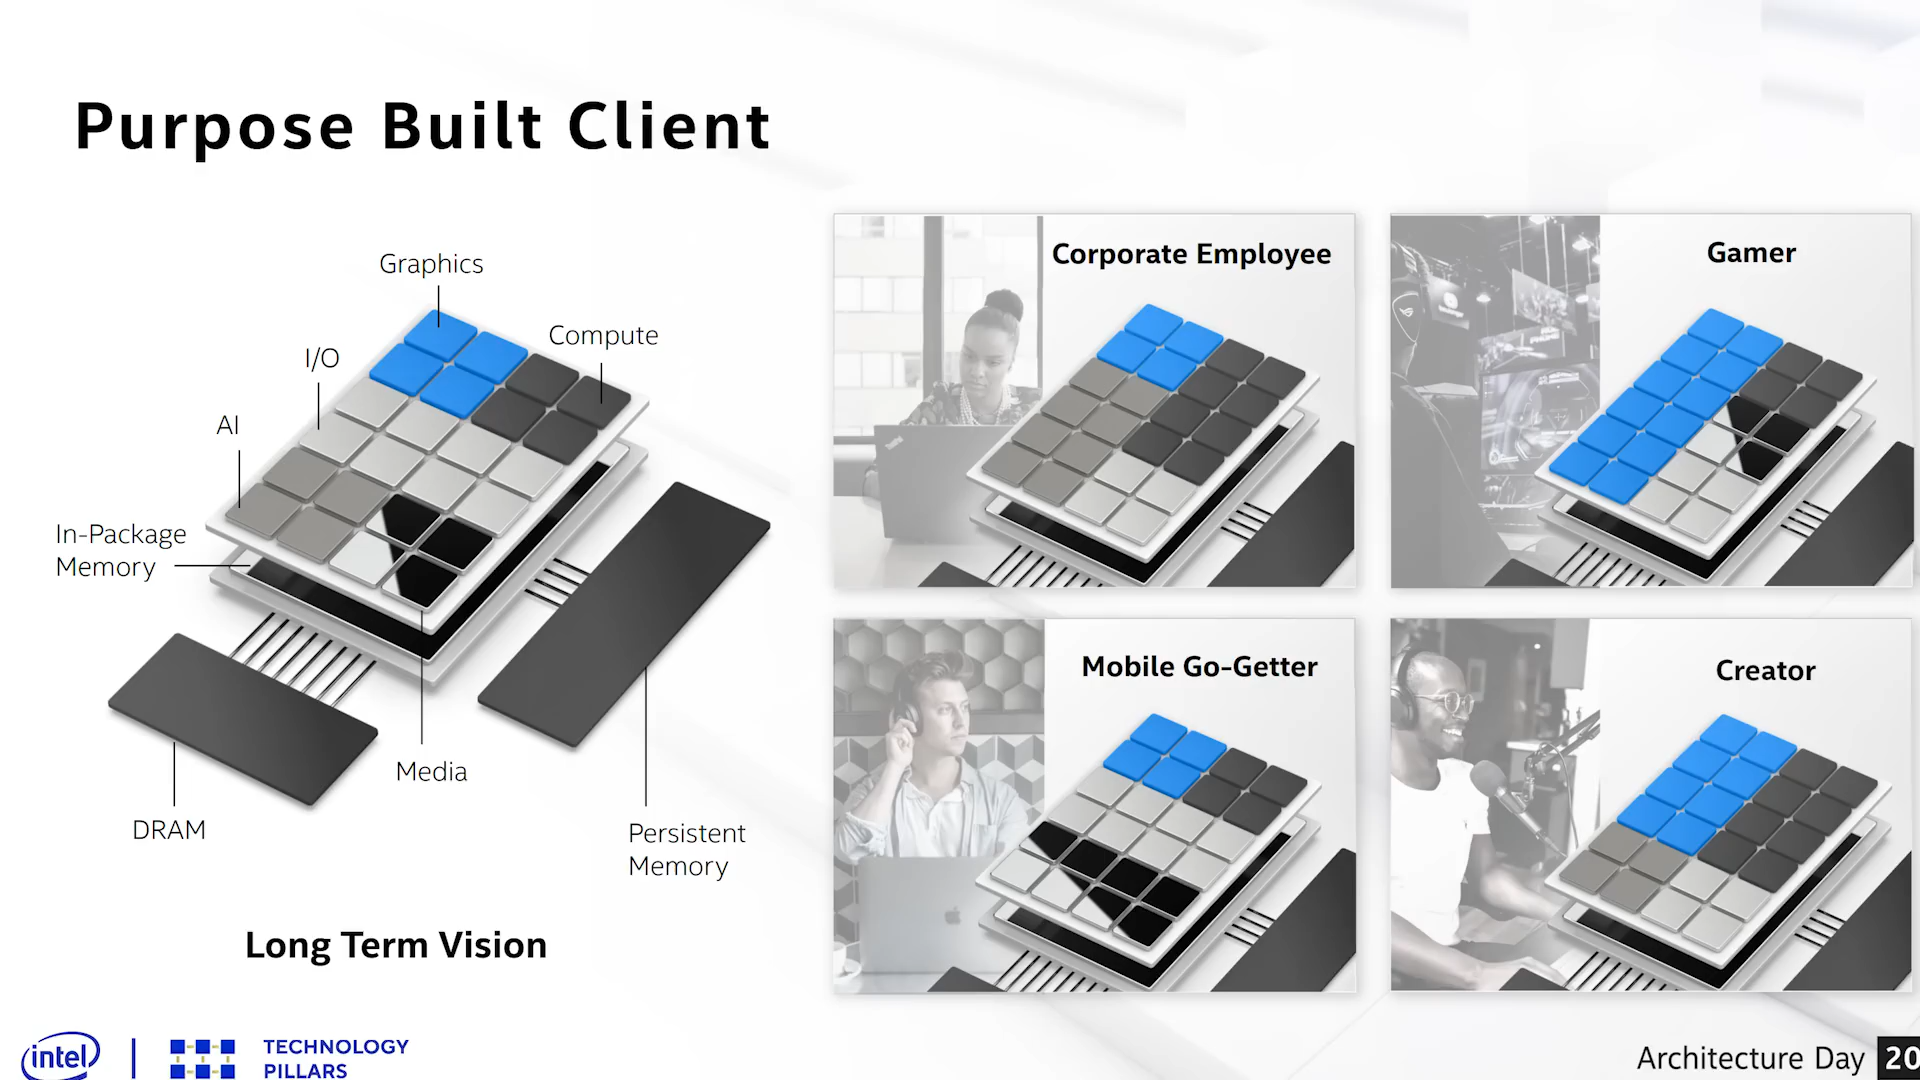 Purpose Built Client
Graphics
Compute
I/O
AI
In-Package
Memory
Media
DRAM
Persistent
Memory
Long Term Vision
Corporate Employee
Gamer
Mobile Go-Getter
Creator
intel
TECHNOLOGY
PILLARS
Architecture Day 20